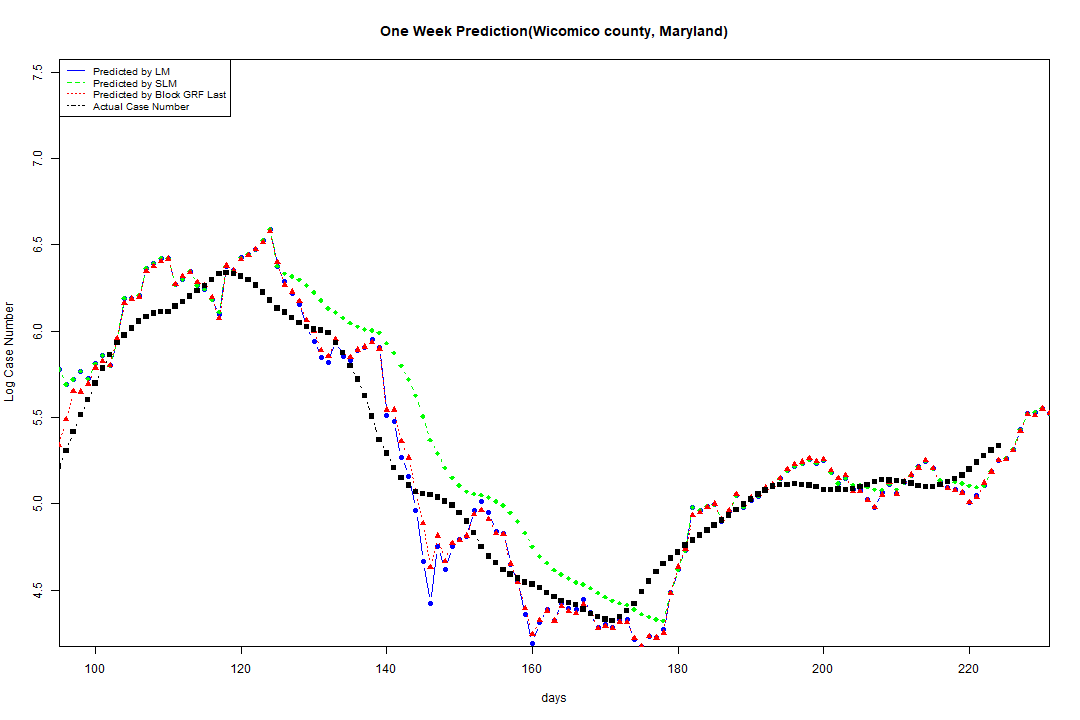 One Week Prediction(Wicomico county, Maryland)
Predicted by LM
Predicted by SLM
Predicted by Block GRF Last
Actual Case Number
7.5
7.0
6.5
6.0
5.5
5.0
4.5
Log Case Number
100 120 140 160 180 200 220
days